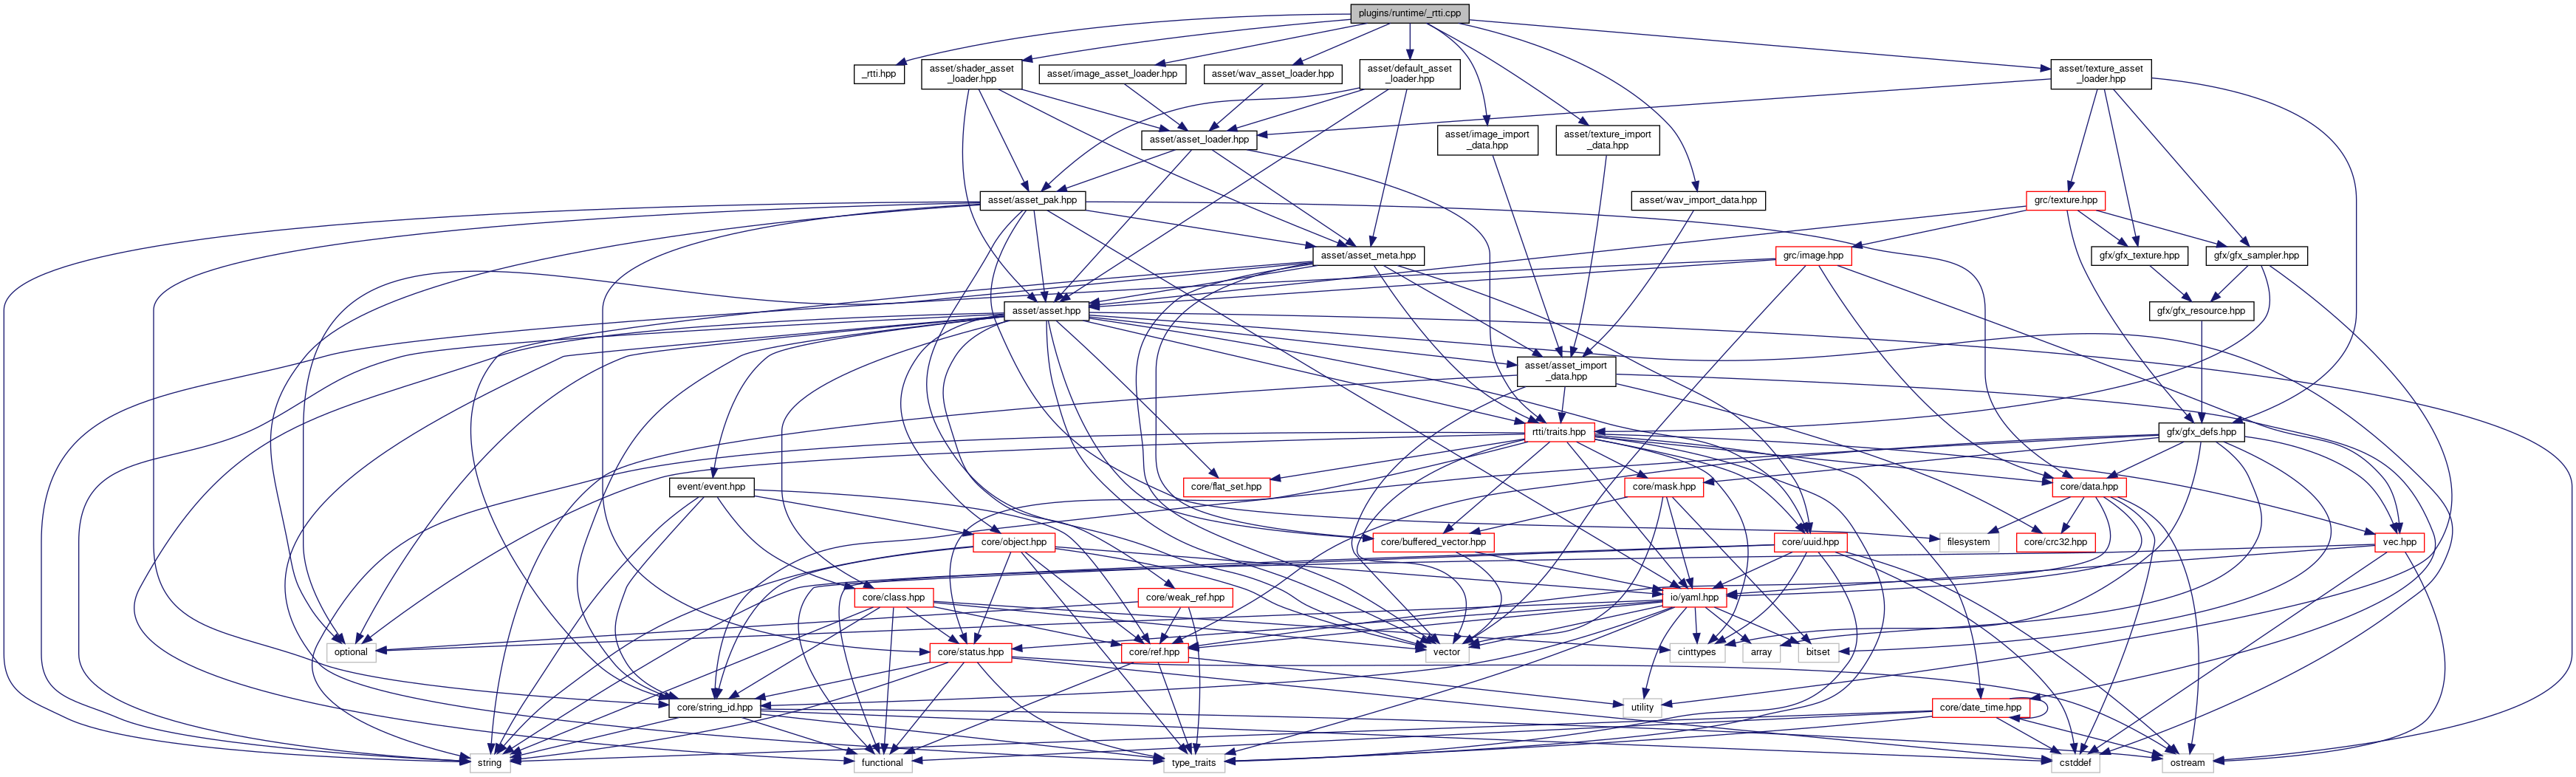 plugins/runtime/_rtti.cpp
_rtti.hpp
asset/shader_asset
_loader.hpp
asset/image_asset_loader.hpp
asset/wav_asset_loader.hpp
asset/default_asset
_loader.hpp
asset/texture_asset
_loader.hpp
asset/asset_loader.hpp
asset/image_import
_data.hpp
asset/texture_import
_data.hpp
asset/asset_pak.hpp
asset/wav_import_data.hpp
grc/texture.hpp
asset/asset_meta.hpp
grc/image.hpp
gfx/gfx_texture.hpp
gfx/gfx_sampler.hpp
asset/asset.hpp
gfx/gfx_resource.hpp
asset/asset_import
_data.hpp
rtti/traits.hpp
gfx/gfx_defs.hpp
event/event.hpp
core/flat_set.hpp
core/mask.hpp
core/data.hpp
core/object.hpp
core/buffered_vector.hpp
core/uuid.hpp
filesystem
core/crc32.hpp
vec.hpp
core/class.hpp
core/weak_ref.hpp
io/yaml.hpp
optional
core/status.hpp
core/ref.hpp
vector
cinttypes
array
bitset
core/string_id.hpp
utility
core/date_time.hpp
string
functional
type_traits
cstddef
ostream